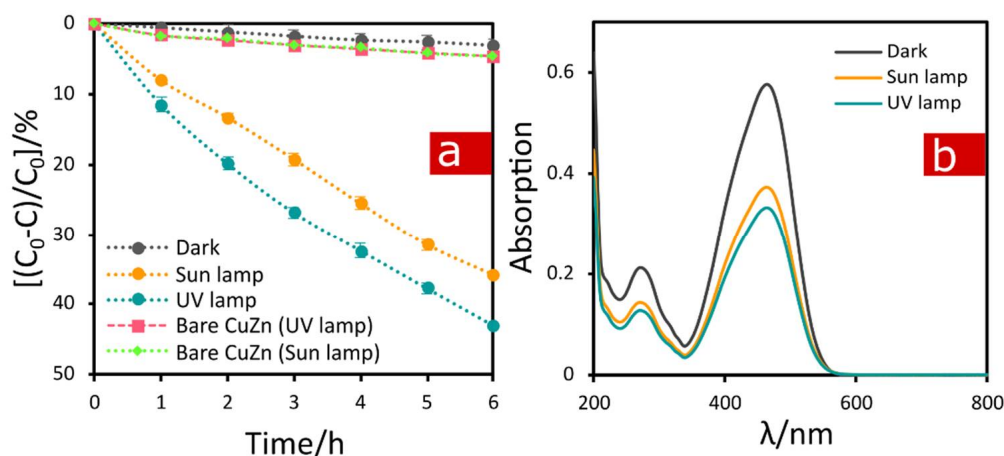 0
10
20
30
40
50
[(C₀-C)/C₀]/%
a
Dark
Sun lamp
UV lamp
Bare CuZn (UV lamp)
Bare CuZn (Sun lamp)
0 1 2 3 4 5 6
Time/h
0.6
0.4
0.2
0
Absorption
Dark
Sun lamp
UV lamp
b
200 400 600 800
λ/nm